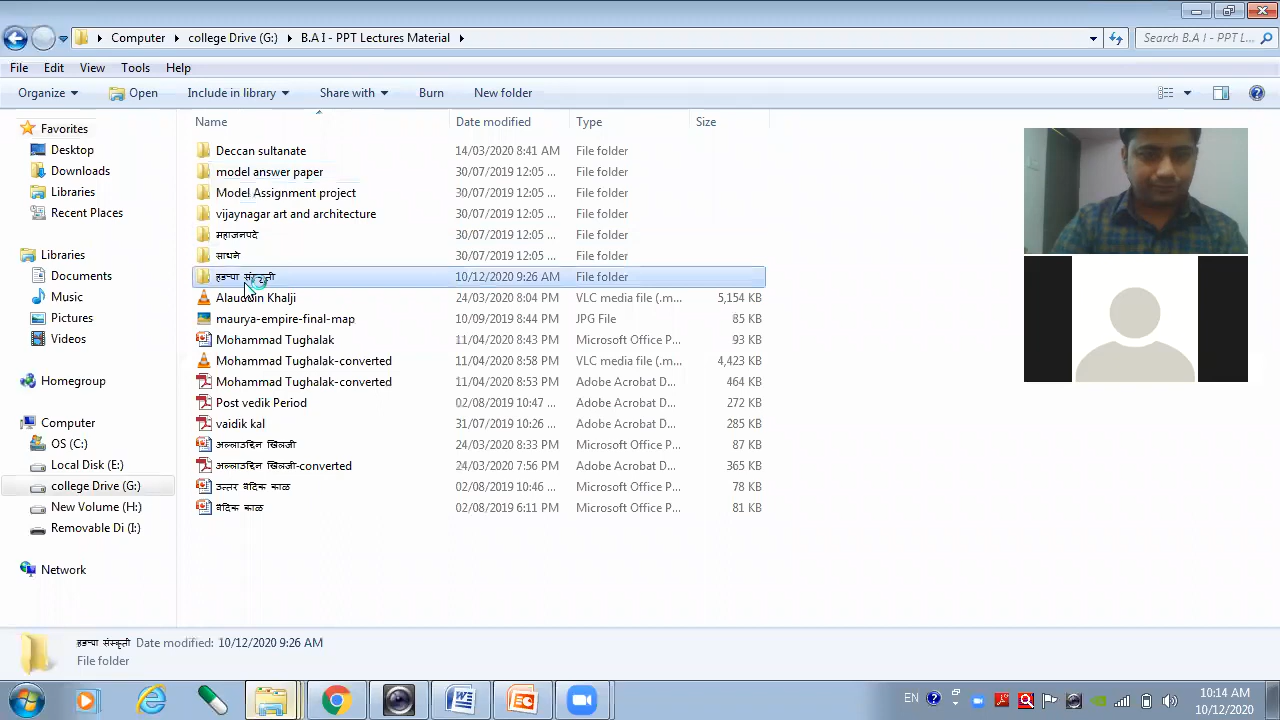 Computer college Drive (G:) B.A I - PPT Lectures Material Search B.A I - PPT L...
File Edit View Tools Help
Organize Open Include in library Share with Burn New folder
Name Date modified Type Size
Favorites
Desktop
Downloads
Libraries
Recent Places
Libraries
Documents
Music
Pictures
Videos
Homegroup
Computer
OS (C:)
Local Disk (E:)
college Drive (G:)
New Volume (H:)
Removable Di (I:)
Network
Deccan sultanate 14/03/2020 8:41 AM File folder
model answer paper 30/07/2019 12:05 ... File folder
Model Assignment project 30/07/2019 12:05 ... File folder
vijaynagar art and architecture 30/07/2019 12:05 ... File folder
महाजनपदे 30/07/2019 12:05 ... File folder
साधने 30/07/2019 12:05 ... File folder
हडप्पा संस्कृती 10/12/2020 9:26 AM File folder
Alauddin Khalji 24/03/2020 8:04 PM VLC media file (.m... 5,154 KB
maurya-empire-final-map 10/09/2019 8:44 PM JPG File 85 KB
Mohammad Tughalak 11/04/2020 8:43 PM Microsoft Office P... 93 KB
Mohammad Tughalak-converted 11/04/2020 8:58 PM VLC media file (.m... 4,423 KB
Mohammad Tughalak-converted 11/04/2020 8:53 PM Adobe Acrobat D... 464 KB
Post vedik Period 02/08/2019 10:47 ... Adobe Acrobat D... 272 KB
vaidik kal 31/07/2019 10:26 ... Adobe Acrobat D... 285 KB
अल्लाउद्दिन खिलजी 24/03/2020 8:33 PM Microsoft Office P... 87 KB
अल्लाउद्दिन खिलजी-converted 24/03/2020 7:56 PM Adobe Acrobat D... 365 KB
उत्तर वैदिक काळ 02/08/2019 10:46 ... Microsoft Office P... 78 KB
वैदिक काळ 02/08/2019 6:11 PM Microsoft Office P... 81 KB
हडप्पा संस्कृती Date modified: 10/12/2020 9:26 AM
File folder
EN 10:14 AM
10/12/2020